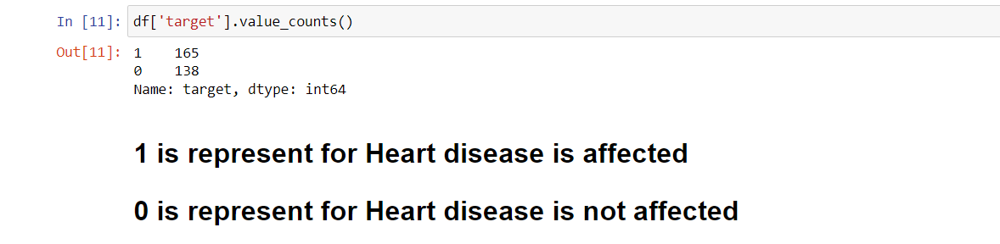 In [11]: df['target'].value_counts()
Out[11]: 1    165
0    138
Name: target, dtype: int64
1 is represent for Heart disease is affected
0 is represent for Heart disease is not affected